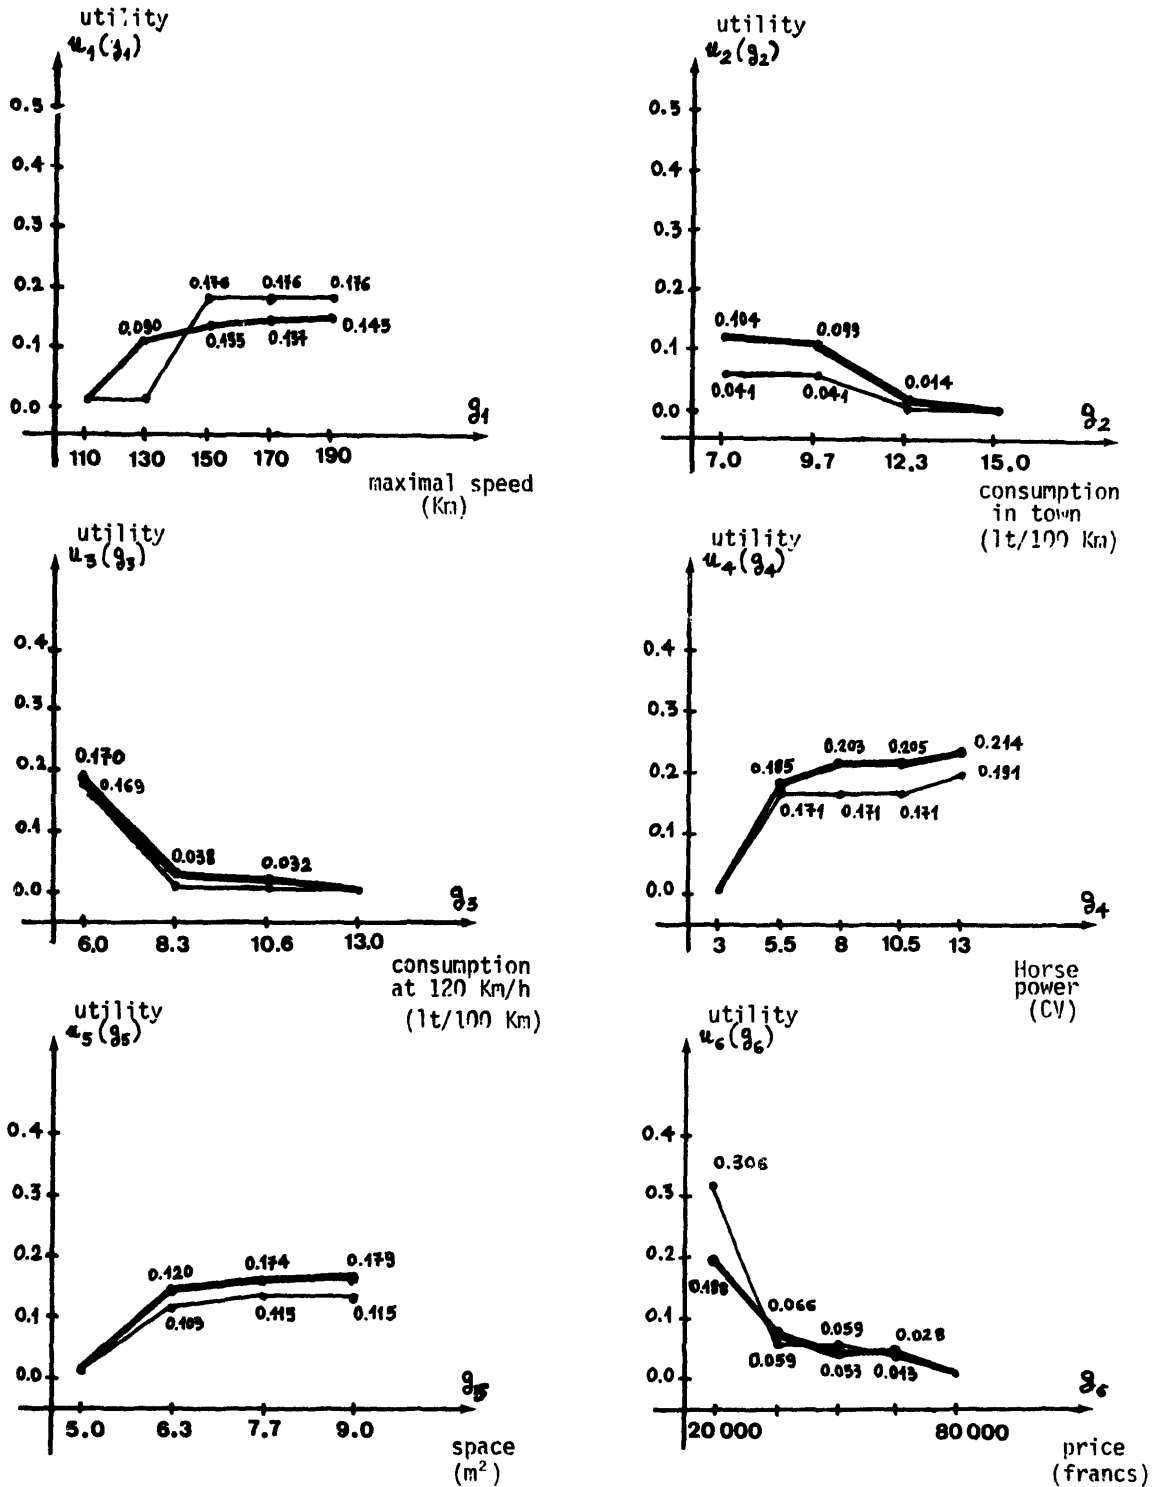 utility
u₁(g₁)
0.5
0.4
0.3
0.2
0.1
0.0
0.176 0.176 0.176
0.090
0.135 0.137 0.145
g₁
110 130 150 170 190
maximal speed
(Km)
utility
u₂(g₂)
0.5
0.4
0.3
0.2
0.1
0.0
0.104 0.099
0.041 0.041 0.014
g₂
7.0 9.7 12.3 15.0
consumption
in town
(lt/100 Km)
utility
u₃(g₃)
0.4
0.3
0.2
0.1
0.0
0.170
0.169
0.038 0.032
g₃
6.0 8.3 10.6 13.0
consumption
at 120 Km/h
(lt/100 Km)
utility
u₄(g₄)
0.4
0.3
0.2
0.1
0.0
0.185 0.203 0.205 0.214
0.171 0.171 0.171 0.191
g₄
3 5.5 8 10.5 13
Horse
power
(CV)
utility
u₅(g₅)
0.4
0.3
0.2
0.1
0.0
0.120 0.174 0.179
0.109 0.115 0.115
g₅
5.0 6.3 7.7 9.0
space
(m²)
utility
u₆(g₆)
0.4
0.3
0.2
0.1
0.0
0.306
0.188
0.066 0.059 0.028
0.059 0.053 0.013
g₆
20 000 80 000
price
(francs)